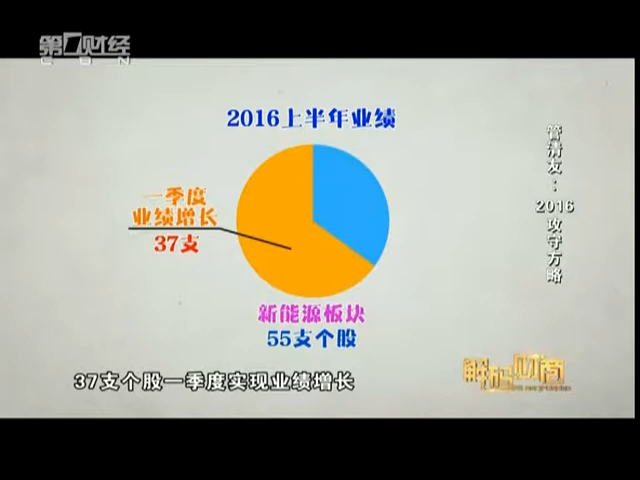 第一财经
CBN
2016上半年业绩
一季度
业绩增长
37支
新能源板块
55支个股
管清友：2016攻守方略
解码财商
37支个股一季度实现业绩增长